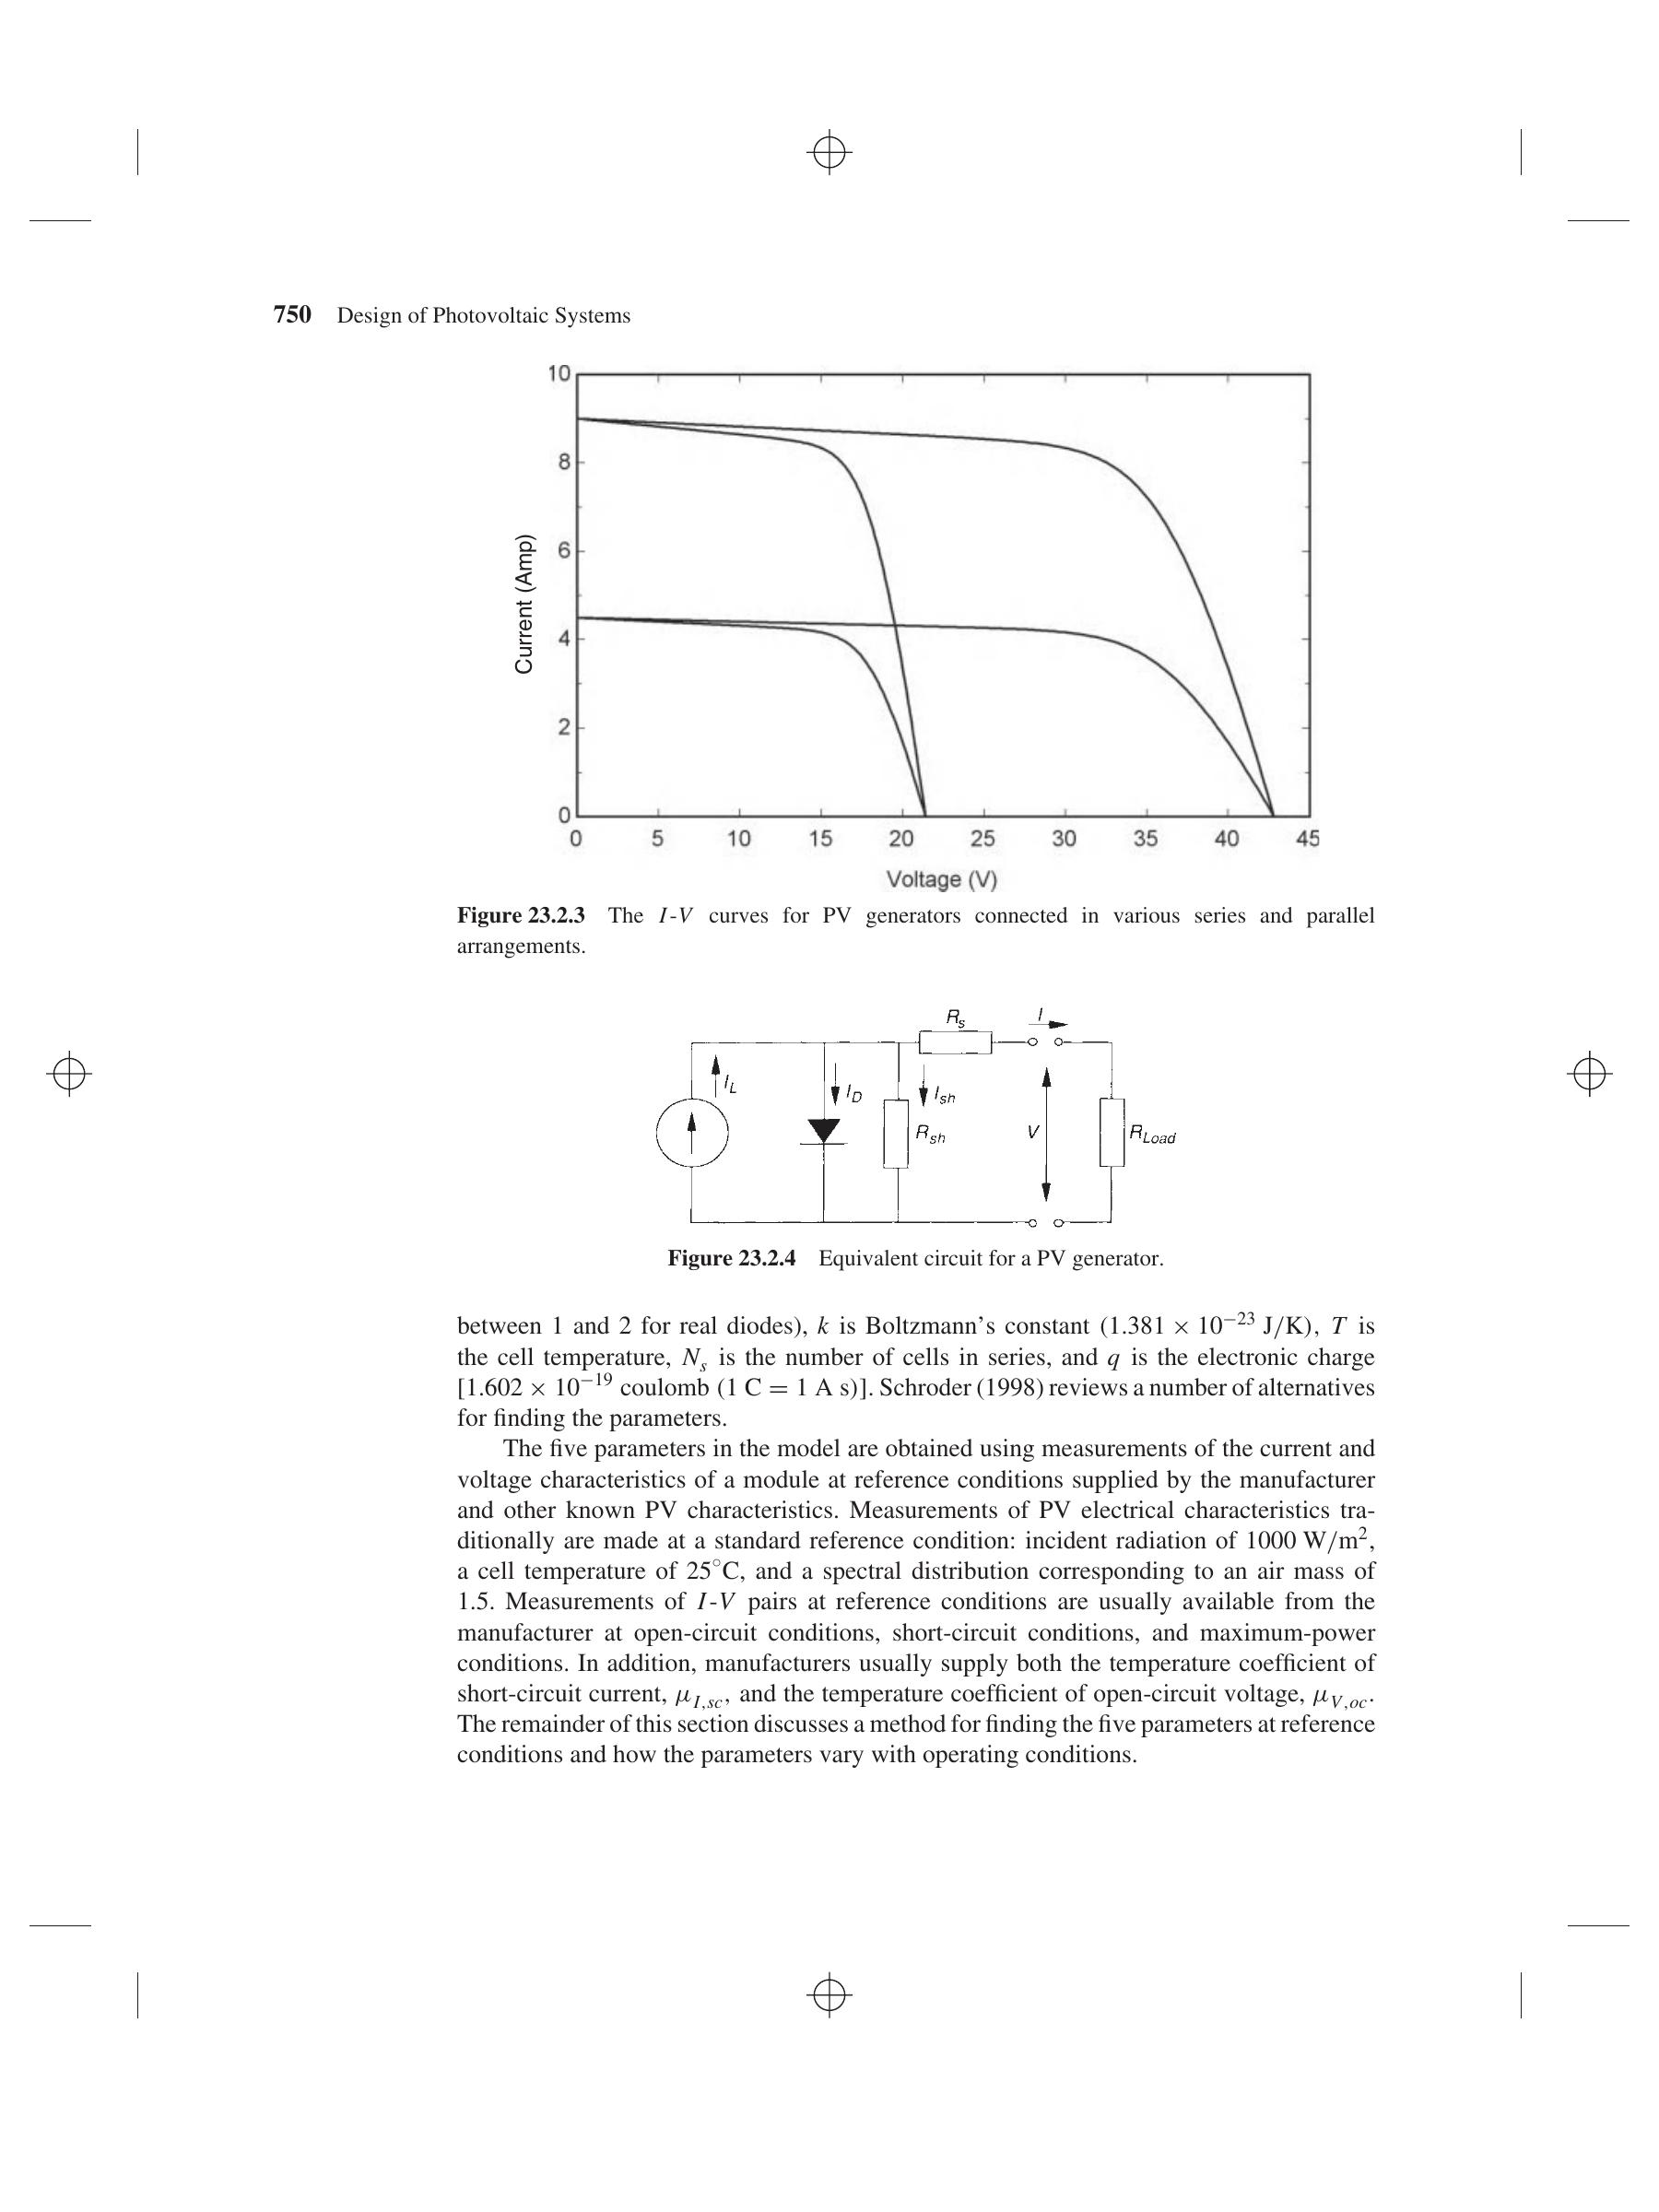 750 Design of Photovoltaic Systems
10
8
6
4
2
0
Current (Amp)
0 5 10 15 20 25 30 35 40 45
Voltage (V)
Figure 23.2.3 The I-V curves for PV generators connected in various series and parallel
arrangements.
R_s I
I_L I_D I_sh
R_sh V R_Load
Figure 23.2.4 Equivalent circuit for a PV generator.
between 1 and 2 for real diodes), k is Boltzmann’s constant (1.381 × 10⁻²³ J/K), T is
the cell temperature, N_s is the number of cells in series, and q is the electronic charge
[1.602 × 10⁻¹⁹ coulomb (1 C = 1 A s)]. Schroder (1998) reviews a number of alternatives
for finding the parameters.
The five parameters in the model are obtained using measurements of the current and
voltage characteristics of a module at reference conditions supplied by the manufacturer
and other known PV characteristics. Measurements of PV electrical characteristics tra-
ditionally are made at a standard reference condition: incident radiation of 1000 W/m²,
a cell temperature of 25°C, and a spectral distribution corresponding to an air mass of
1.5. Measurements of I-V pairs at reference conditions are usually available from the
manufacturer at open-circuit conditions, short-circuit conditions, and maximum-power
conditions. In addition, manufacturers usually supply both the temperature coefficient of
short-circuit current, μ_I,sc, and the temperature coefficient of open-circuit voltage, μ_V,oc.
The remainder of this section discusses a method for finding the five parameters at reference
conditions and how the parameters vary with operating conditions.